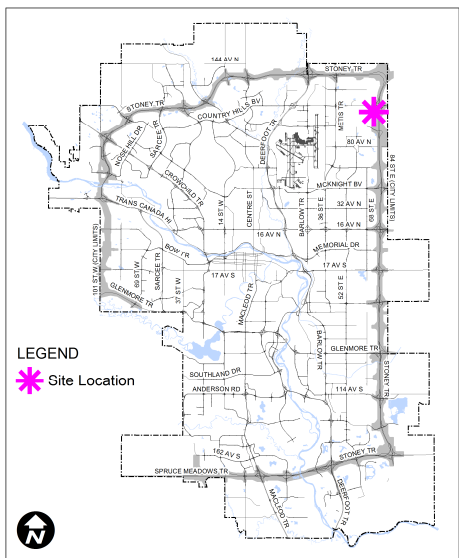 144 AV N
STONEY TR
STONEY TR
COUNTRY HILLS BV
METIS TR
NOSEHILL DR
SARCEE TR
DEERFOOT TR
80 AV N
CROWCHILD TR
MCKNIGHT BV
84 ST E (CITY LIMITS)
TRANS CANADA HI
14 ST W
CENTRE ST
BARLOW TR
36 ST E
32 AV N
68 ST E
16 AV N
16 AV N
101 ST W (CITY LIMITS)
BOW TR
MEMORIAL DR
69 ST W
SARCEE TR
37 ST W
17 AV S
17 AV S
GLENMORE TR
MACLEOD TR
52 ST E
BARLOW TR
GLENMORE TR
LEGEND
Site Location
SOUTHLAND DR
ANDERSON RD
114 AV S
STONEY TR
162 AV S
STONEY TR
SPRUCE MEADOWS TR
MACLEOD TR
DEERFOOT TR
N